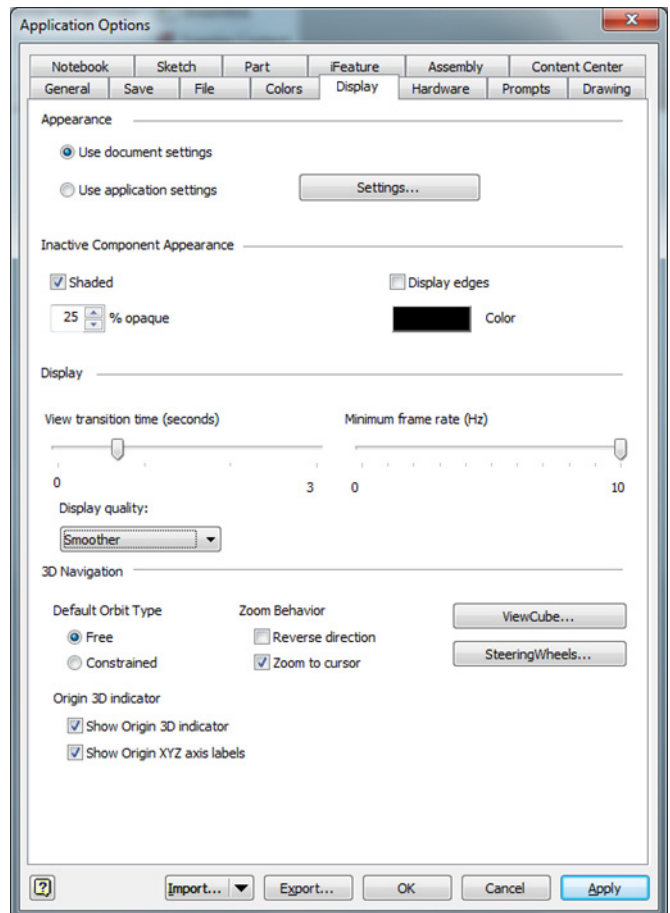 Application Options
Notebook Sketch Part iFeature Assembly Content Center
General Save File Colors Display Hardware Prompts Drawing
Appearance
Use document settings
Use application settings Settings...
Inactive Component Appearance
Shaded Display edges
25 % opaque Color
Display
View transition time (seconds) Minimum frame rate (Hz)
0 3 0 10
Display quality:
Smoother
3D Navigation
Default Orbit Type Zoom Behavior ViewCube...
Free Reverse direction
Constrained Zoom to cursor SteeringWheels...
Origin 3D indicator
Show Origin 3D indicator
Show Origin XYZ axis labels
Import... Export... OK Cancel Apply